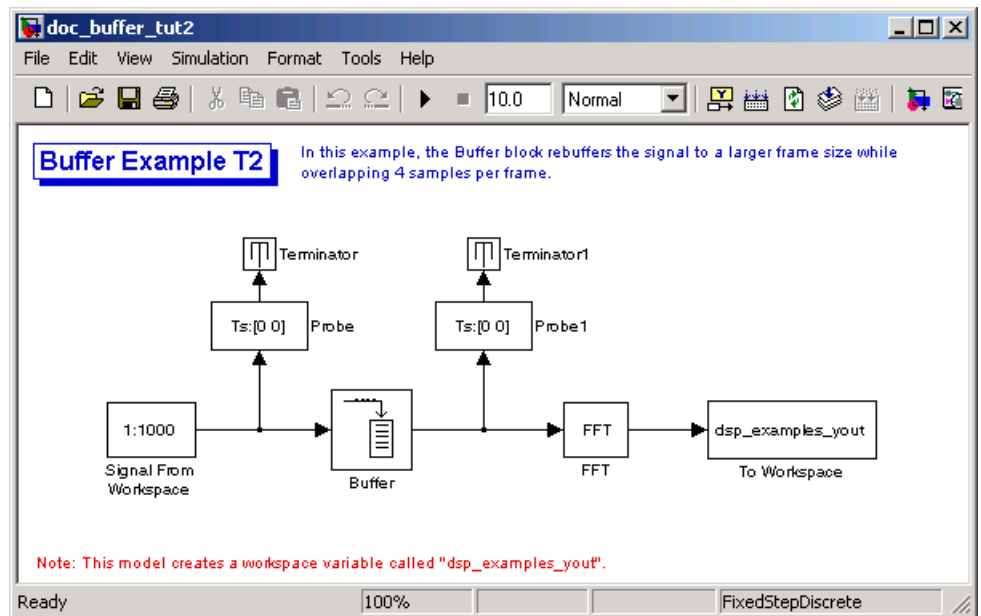 doc_buffer_tut2
File Edit View Simulation Format Tools Help
10.0 Normal
Buffer Example T2
In this example, the Buffer block rebuffers the signal to a larger frame size while
overlapping 4 samples per frame.
Terminator
Terminator1
Ts:[0 0]
Probe
Ts:[0 0]
Probe1
1:1000
FFT
dsp_examples_yout
Signal From
Workspace
Buffer
FFT
To Workspace
Note: This model creates a workspace variable called "dsp_examples_yout".
Ready 100% FixedStepDiscrete